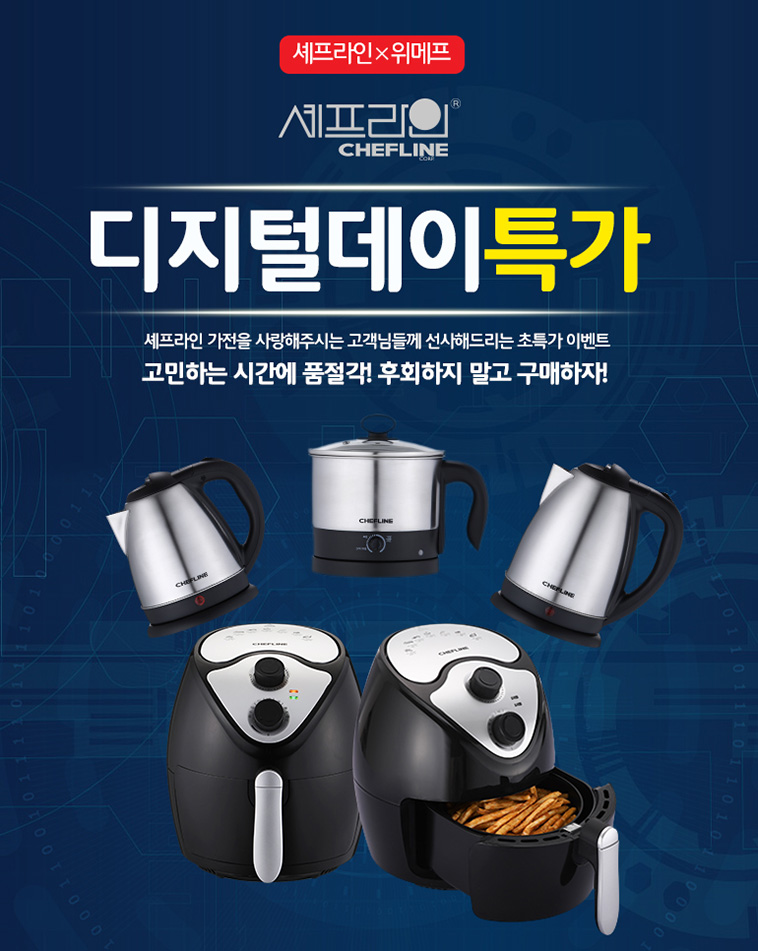 셰프라인×위메프
셰프라인®
CHEFLINE
CORP
디지털데이특가
셰프라인 가전을 사랑해주시는 고객님들께 선사해드리는 초특가 이벤트
고민하는 시간에 품절각! 후회하지 말고 구매하자!
CHEFLINE
CHEFLINE
CHEFLINE
CHEFLINE
CHEFLINE